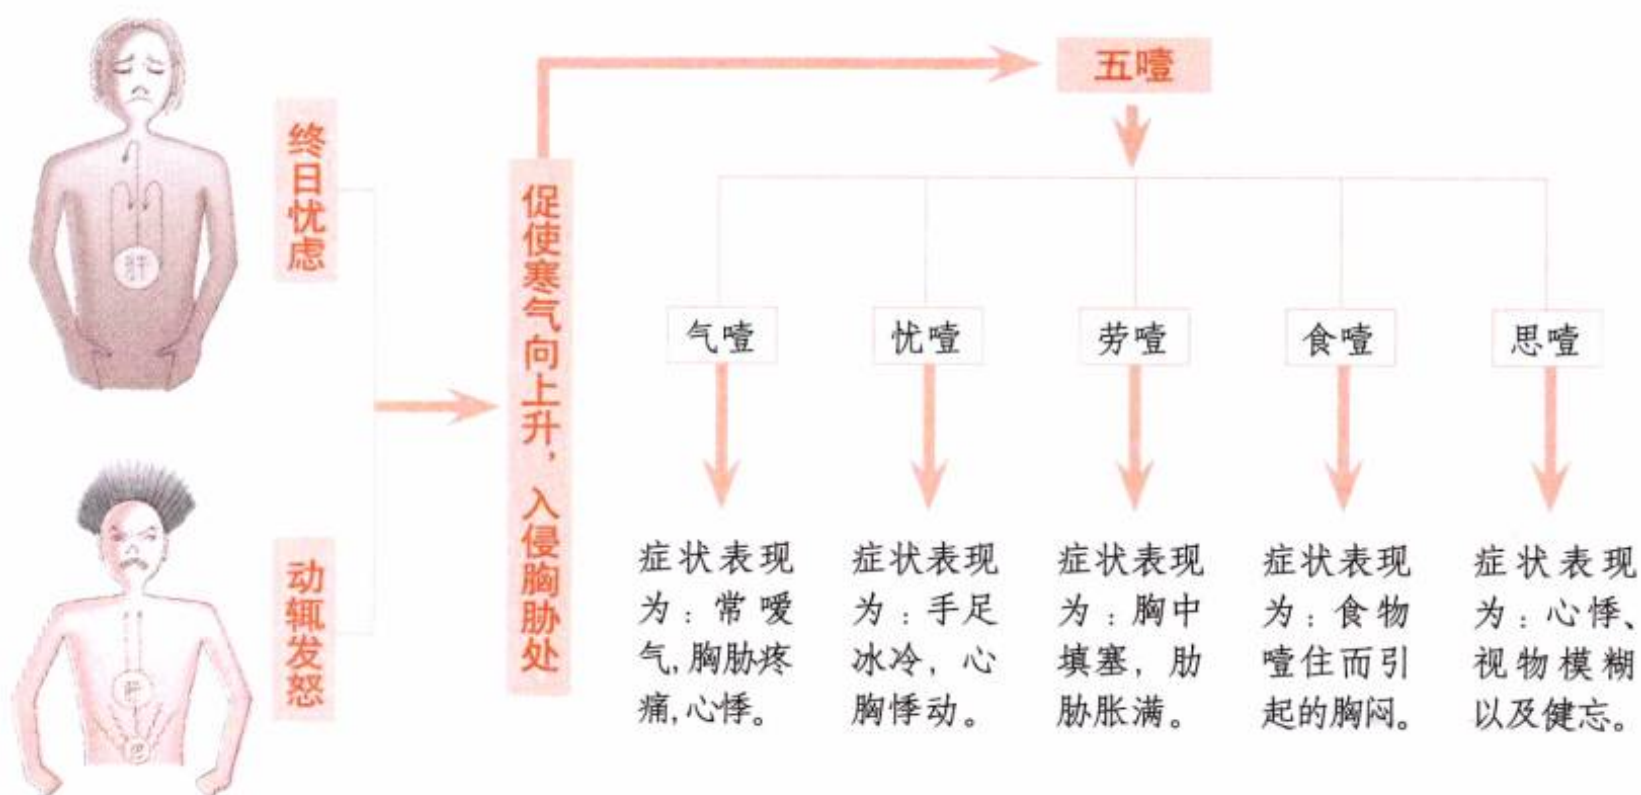 五噎
终日忧虑
动辄发怒
促使寒气向上升，入侵胸胁处
肝
肝
气噎
忧噎
劳噎
食噎
思噎
症状表现
为：常嗳
气，胸胁疼
痛，心悸。
症状表现
为：手足
冰冷，心
胸悸动。
症状表现
为：胸中
填塞，肋
胁胀满。
症状表现
为：食物
噎住而引
起的胸闷。
症状表现
为：心悸、
视物模糊
以及健忘。